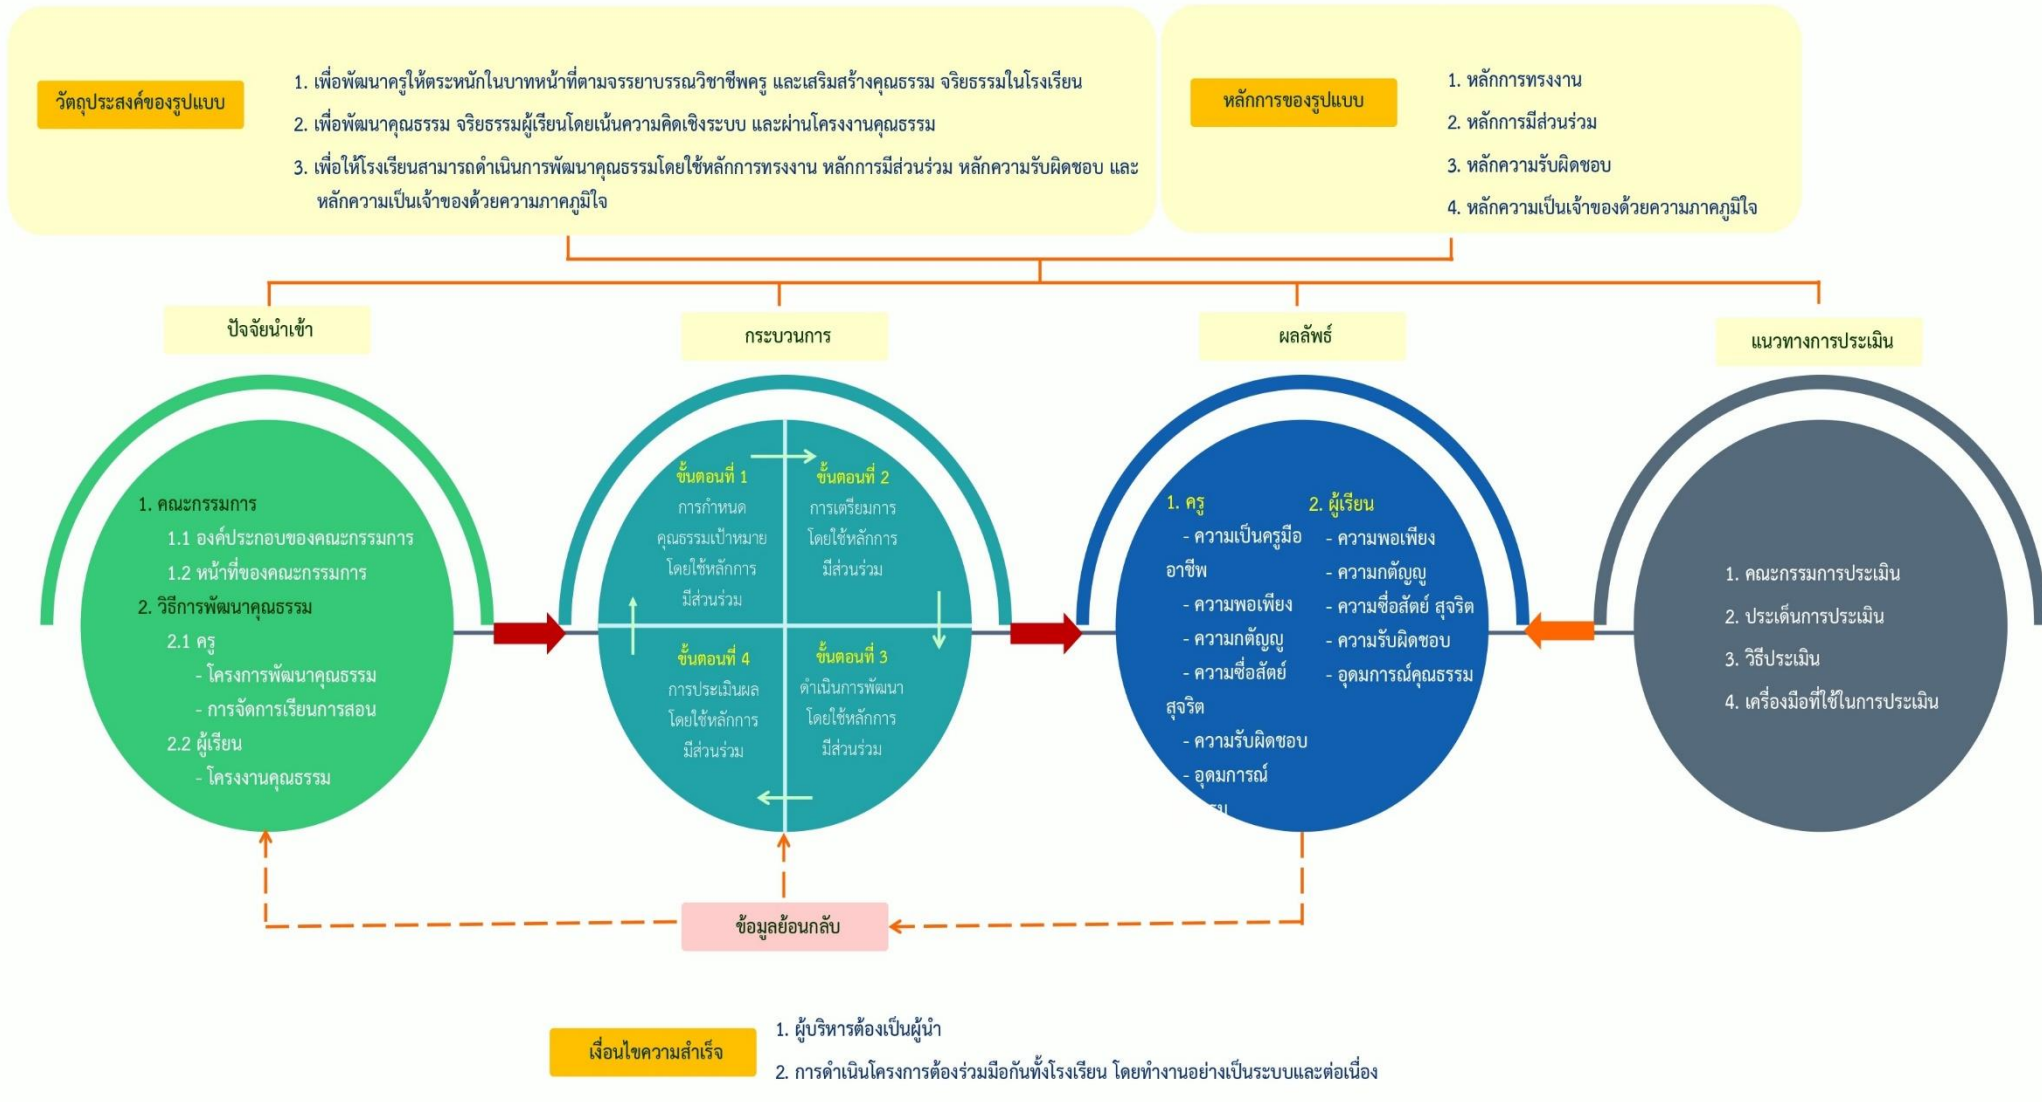 วัตถุประสงค์ของรูปแบบ
1. เพื่อพัฒนาครูให้ตระหนักในบาทหน้าที่ตามจรรยาบรรณวิชาชีพครู และเสริมสร้างคุณธรรม จริยธรรมในโรงเรียน
2. เพื่อพัฒนาคุณธรรม จริยธรรมผู้เรียนโดยเน้นความคิดเชิงระบบ และผ่านโครงงานคุณธรรม
3. เพื่อให้โรงเรียนสามารถดำเนินการพัฒนาคุณธรรมโดยใช้หลักการทรงงาน หลักการมีส่วนร่วม หลักความรับผิดชอบ และ
หลักความเป็นเจ้าของด้วยความภาคภูมิใจ
หลักการของรูปแบบ
1. หลักการทรงงาน
2. หลักการมีส่วนร่วม
3. หลักความรับผิดชอบ
4. หลักความเป็นเจ้าของด้วยความภาคภูมิใจ
ปัจจัยนำเข้า
กระบวนการ
ผลลัพธ์
แนวทางการประเมิน
1. คณะกรรมการ
1.1 องค์ประกอบของคณะกรรมการ
1.2 หน้าที่ของคณะกรรมการ
2. วิธีการพัฒนาคุณธรรม
2.1 ครู
- โครงการพัฒนาคุณธรรม
- การจัดการเรียนการสอน
2.2 ผู้เรียน
- โครงงานคุณธรรม
ขั้นตอนที่ 1
การกำหนด
คุณธรรมเป้าหมาย
โดยใช้หลักการ
มีส่วนร่วม
ขั้นตอนที่ 2
การเตรียมการ
โดยใช้หลักการ
มีส่วนร่วม
ขั้นตอนที่ 4
การประเมินผล
โดยใช้หลักการ
มีส่วนร่วม
ขั้นตอนที่ 3
ดำเนินการพัฒนา
โดยใช้หลักการ
มีส่วนร่วม
1. ครู
- ความเป็นครูมือ
อาชีพ
- ความพอเพียง
- ความกตัญญู
- ความซื่อสัตย์
สุจริต
- ความรับผิดชอบ
- อุดมการณ์
2. ผู้เรียน
- ความพอเพียง
- ความกตัญญู
- ความซื่อสัตย์ สุจริต
- ความรับผิดชอบ
- อุดมการณ์คุณธรรม
1. คณะกรรมการประเมิน
2. ประเด็นการประเมิน
3. วิธีประเมิน
4. เครื่องมือที่ใช้ในการประเมิน
ข้อมูลย้อนกลับ
เงื่อนไขความสำเร็จ
1. ผู้บริหารต้องเป็นผู้นำ
2. การดำเนินโครงการต้องร่วมมือกันทั้งโรงเรียน โดยทำงานอย่างเป็นระบบและต่อเนื่อง